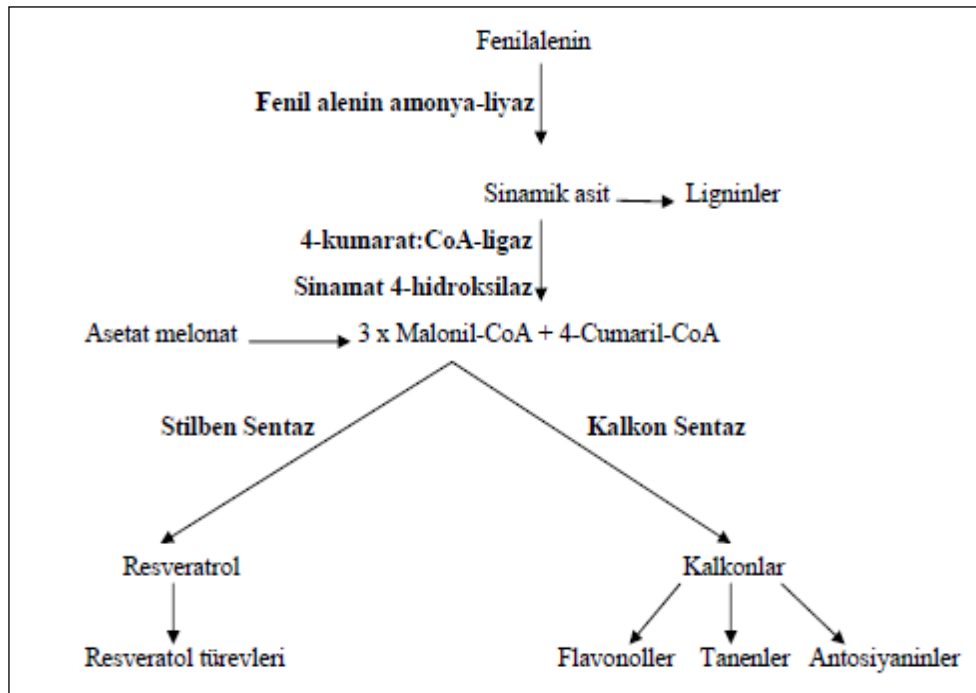 Fenilalenin
Fenil alenin amonya-liyaz
Sinamik asit Ligninler
4-kumarat:CoA-ligaz
Sinamat 4-hidroksilaz
Asetat melonat 3 x Malonil-CoA + 4-Cumaril-CoA
Stilben Sentaz Kalkon Sentaz
Resveratrol Kalkonlar
Resveratol türevleri Flavonoller Tanenler Antosiyaninler